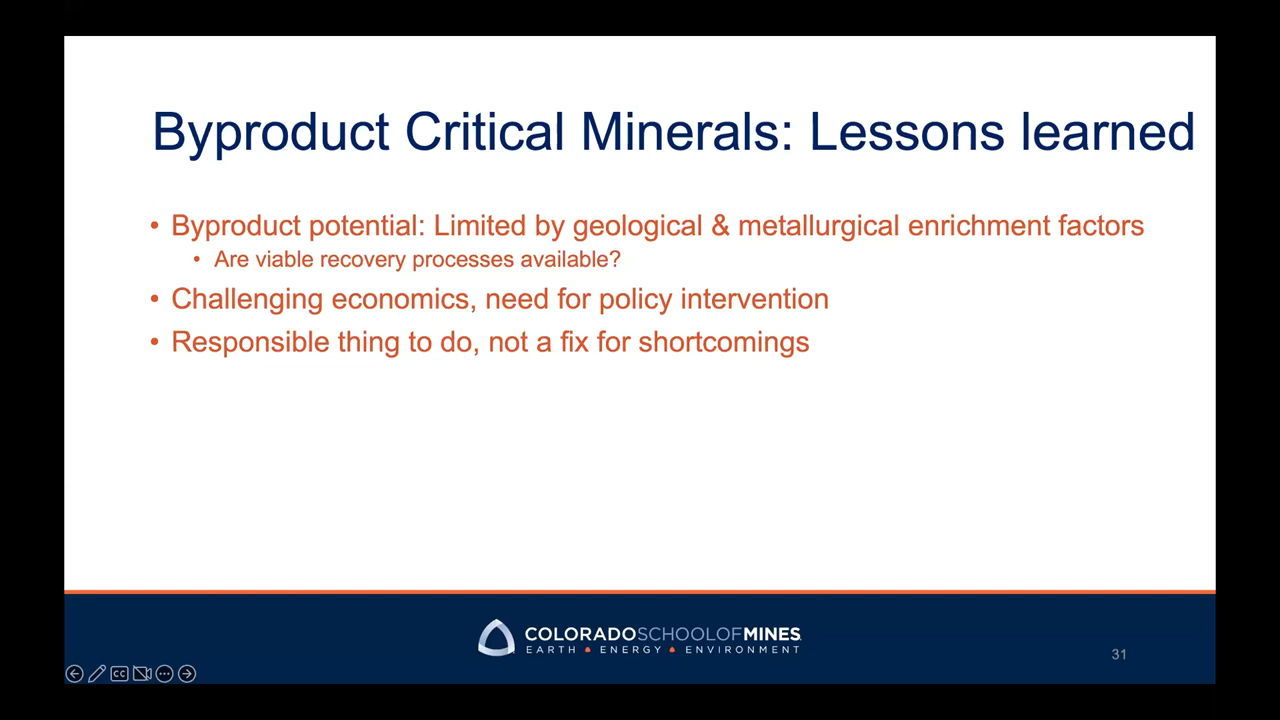 Byproduct Critical Minerals: Lessons learned
• Byproduct potential: Limited by geological & metallurgical enrichment factors
• Are viable recovery processes available?
• Challenging economics, need for policy intervention
• Responsible thing to do, not a fix for shortcomings
COLORADOSCHOOLOFMINES
EARTH • ENERGY • ENVIRONMENT
31
CC